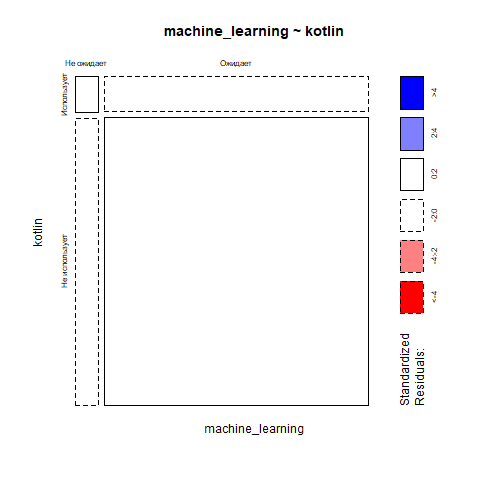 machine_learning ~ kotlin
Не ожидает
Ожидает
Использует
Не использует
kotlin
machine_learning
>4
2:4
0:2
-2:0
-4:-2
<-4
Standardized
Residuals: